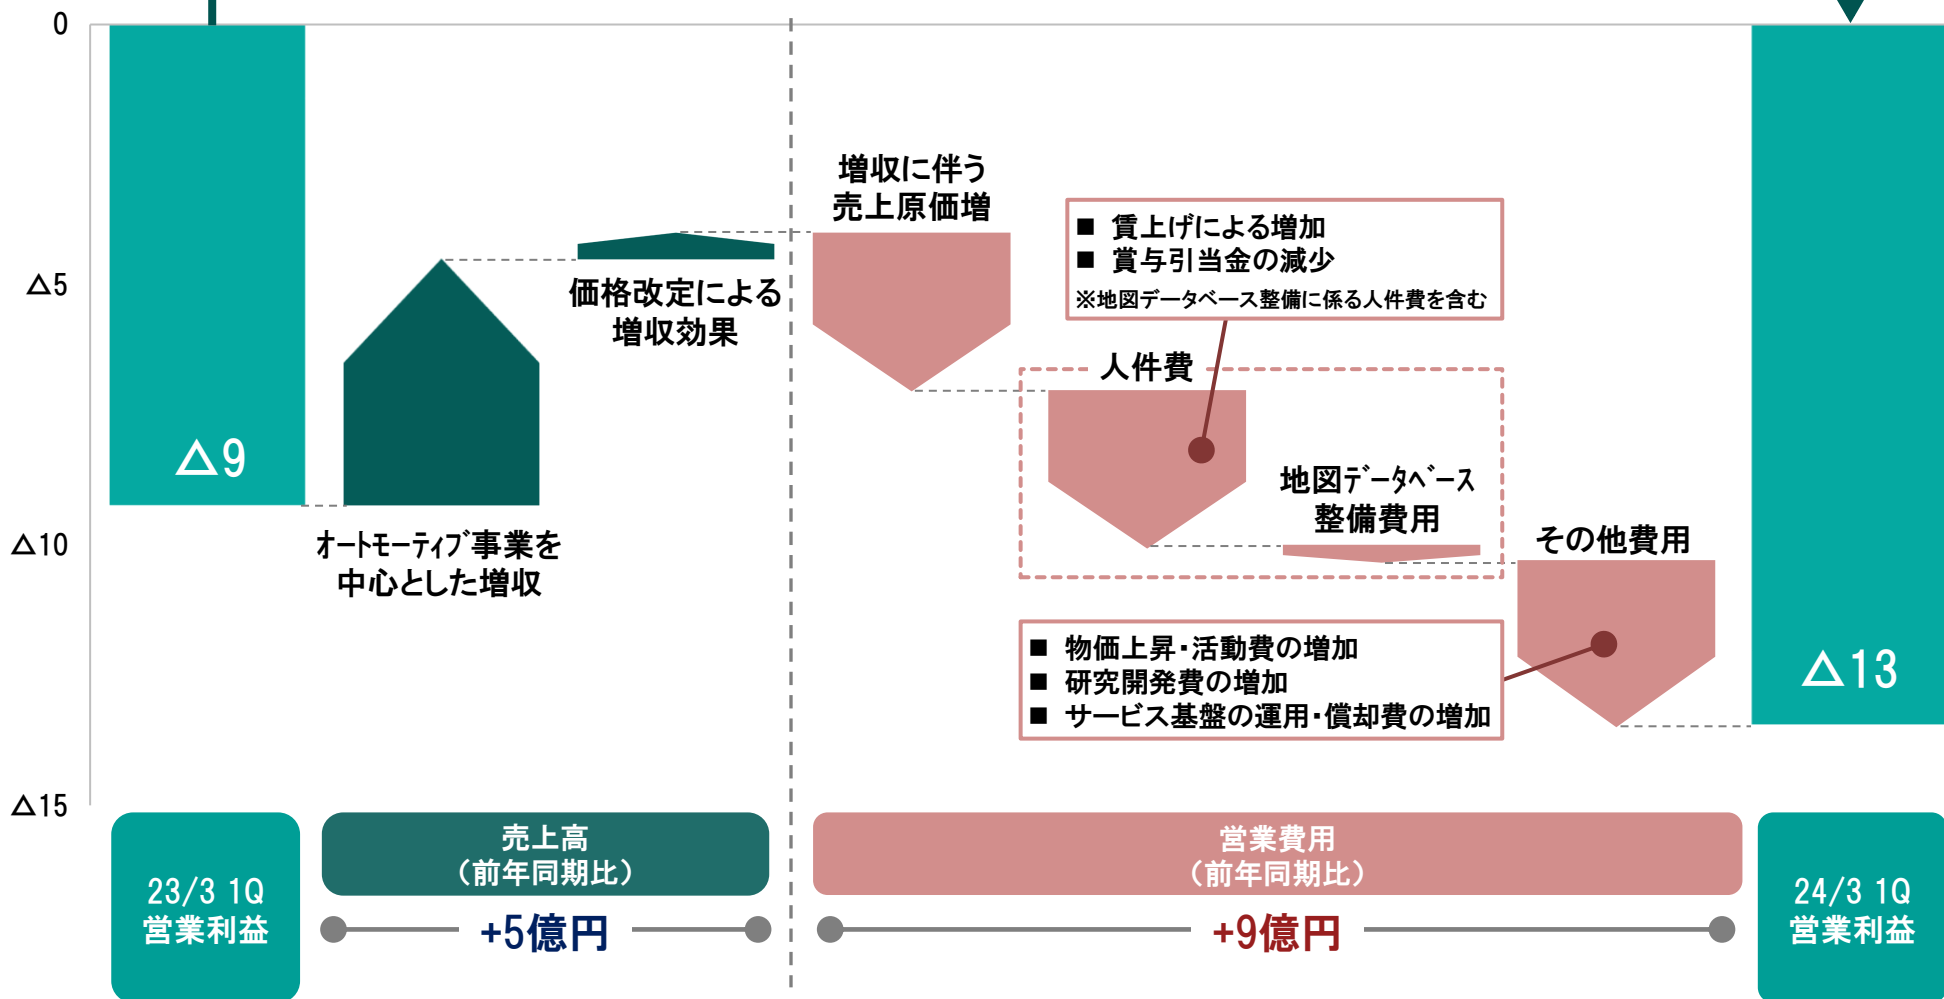 0
△5
△10
△15
△9
オートモーティブ事業を
中心とした増収
価格改定による
増収効果
増収に伴う
売上原価増
■ 賃上げによる増加
■ 賞与引当金の減少
※地図データベース整備に係る人件費を含む
人件費
地図データベース
整備費用
その他費用
■ 物価上昇・活動費の増加
■ 研究開発費の増加
■ サービス基盤の運用・償却費の増加
△13
23/3 1Q
営業利益
売上高
（前年同期比）
+5億円
営業費用
（前年同期比）
+9億円
24/3 1Q
営業利益